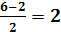 (6−2)/2 = 2